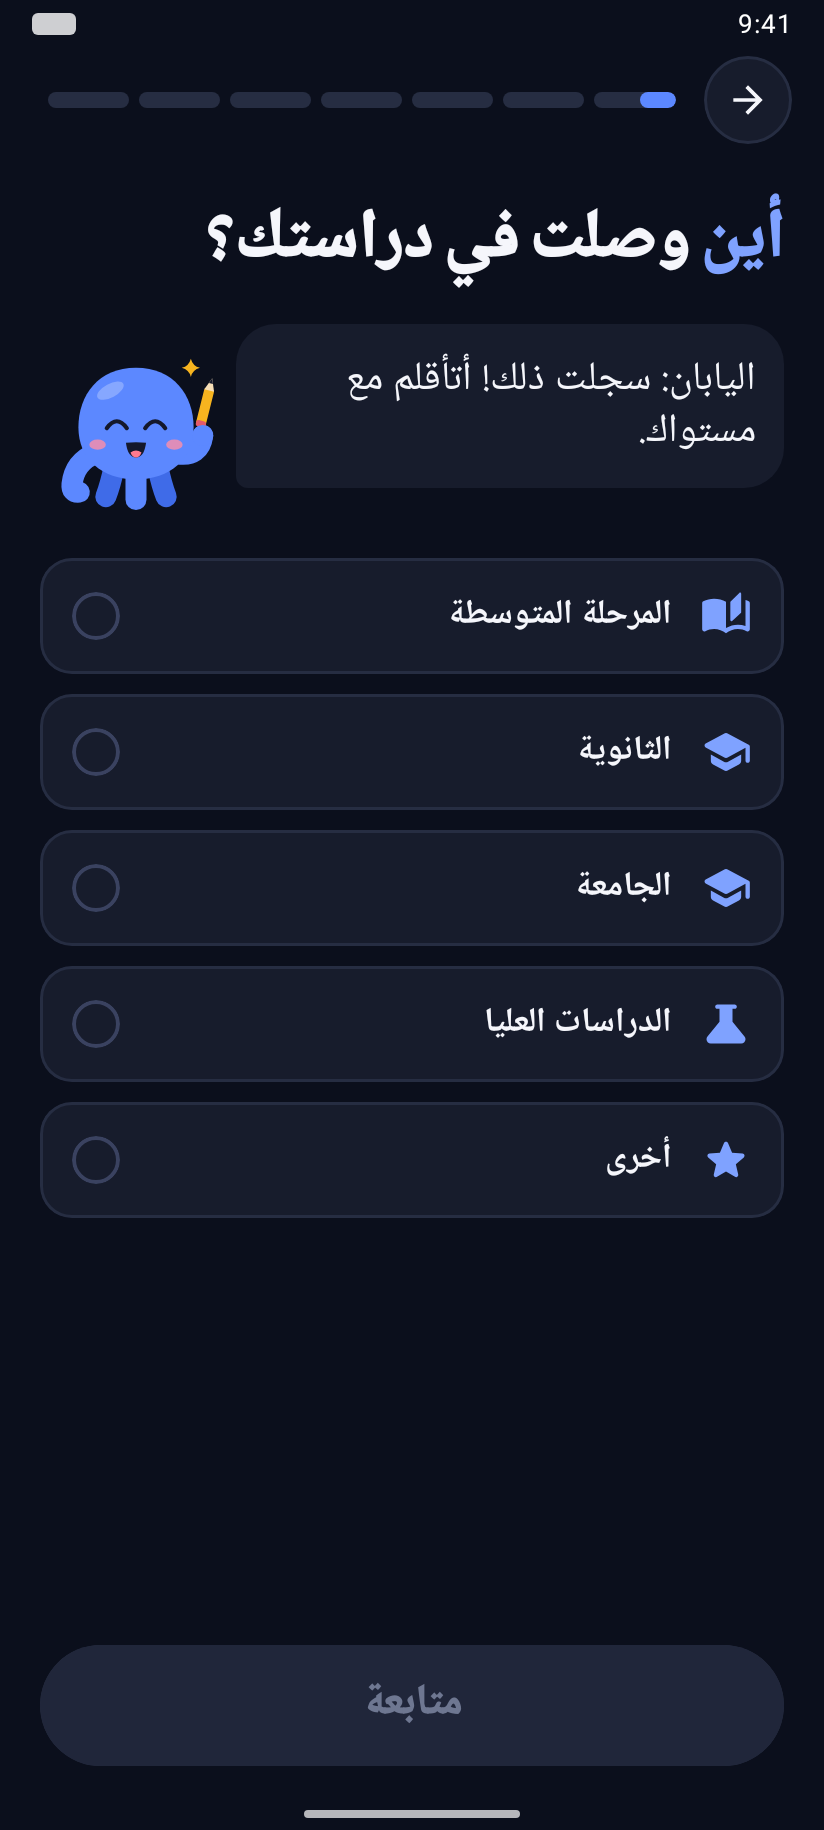 9:41
أين وصلت في دراستك؟
اليابان: سجلت ذلك! أتأقلم مع
مستواك.
المرحلة المتوسطة
الثانوية
الجامعة
الدراسات العليا
أخرى
متابعة